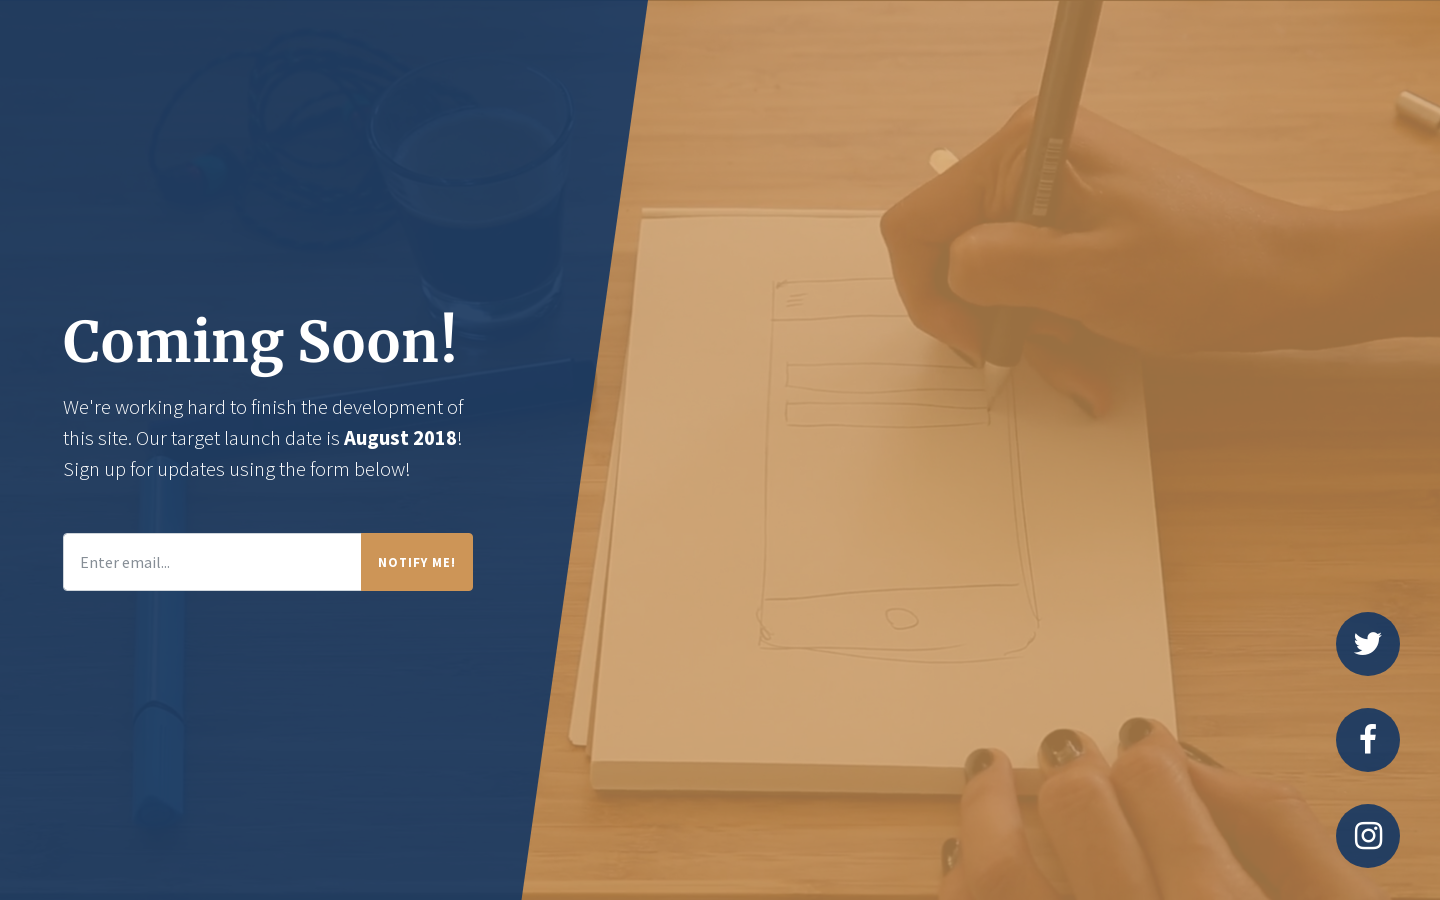 Coming Soon!
We're working hard to finish the development of
this site. Our target launch date is August 2018!
Sign up for updates using the form below!
Enter email...
NOTIFY ME!